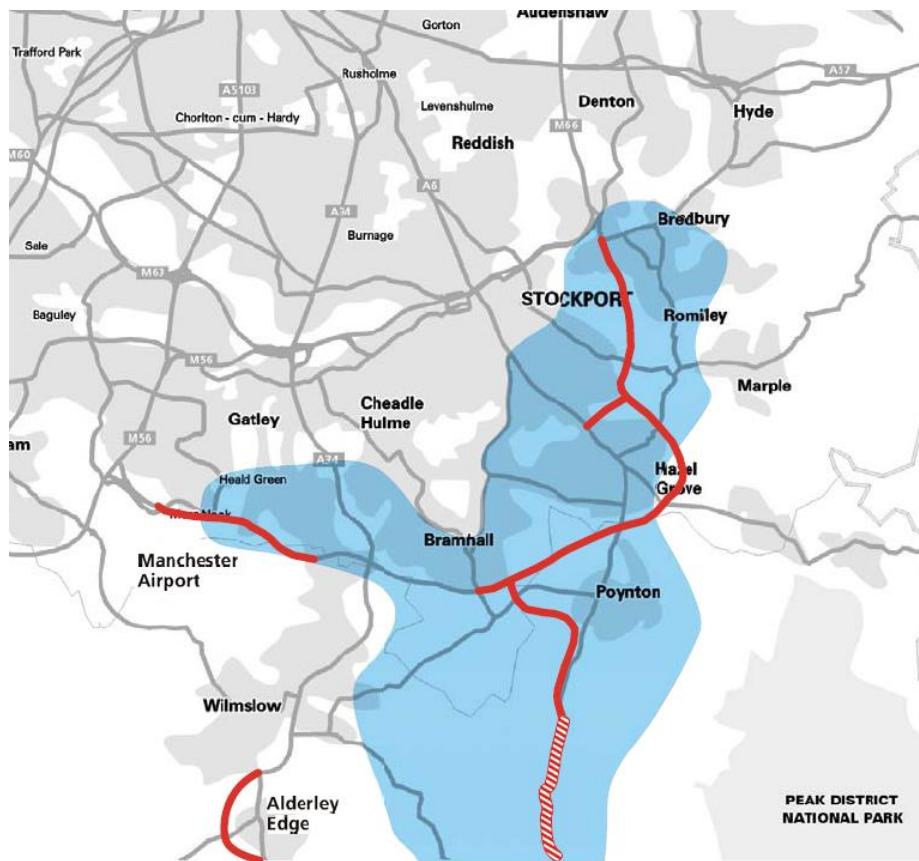 Audenshaw
Gorton
Trafford Park
Rusholme
A57
A5103
Levenshulme
Denton
Hyde
Chorlton - cum - Hardy
M66
Reddish
M60
A6
A34
Bredbury
Burnage
Sale
M63
STOCKPORT
Baguley
Romiley
M56
Marple
Cheadle
Hulme
Gatley
M56
am
A34
Heald Green
Hazel
Grove
Moss Nook
Bramhall
Manchester
Airport
Poynton
Wilmslow
Alderley
Edge
PEAK DISTRICT
NATIONAL PARK